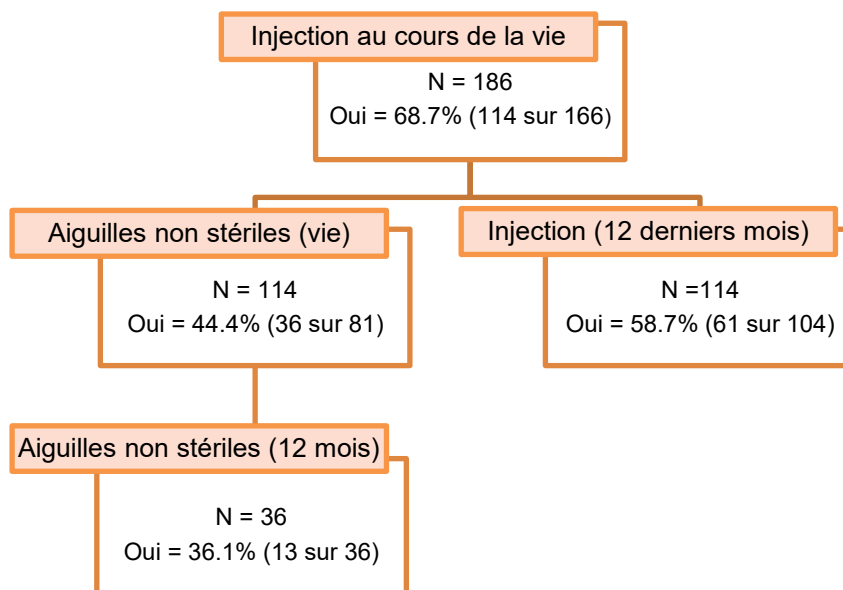 Injection au cours de la vie
N = 186
Oui = 68.7% (114 sur 166)
Aiguilles non stériles (vie)
N = 114
Oui = 44.4% (36 sur 81)
Injection (12 derniers mois)
N =114
Oui = 58.7% (61 sur 104)
Aiguilles non stériles (12 mois)
N = 36
Oui = 36.1% (13 sur 36)